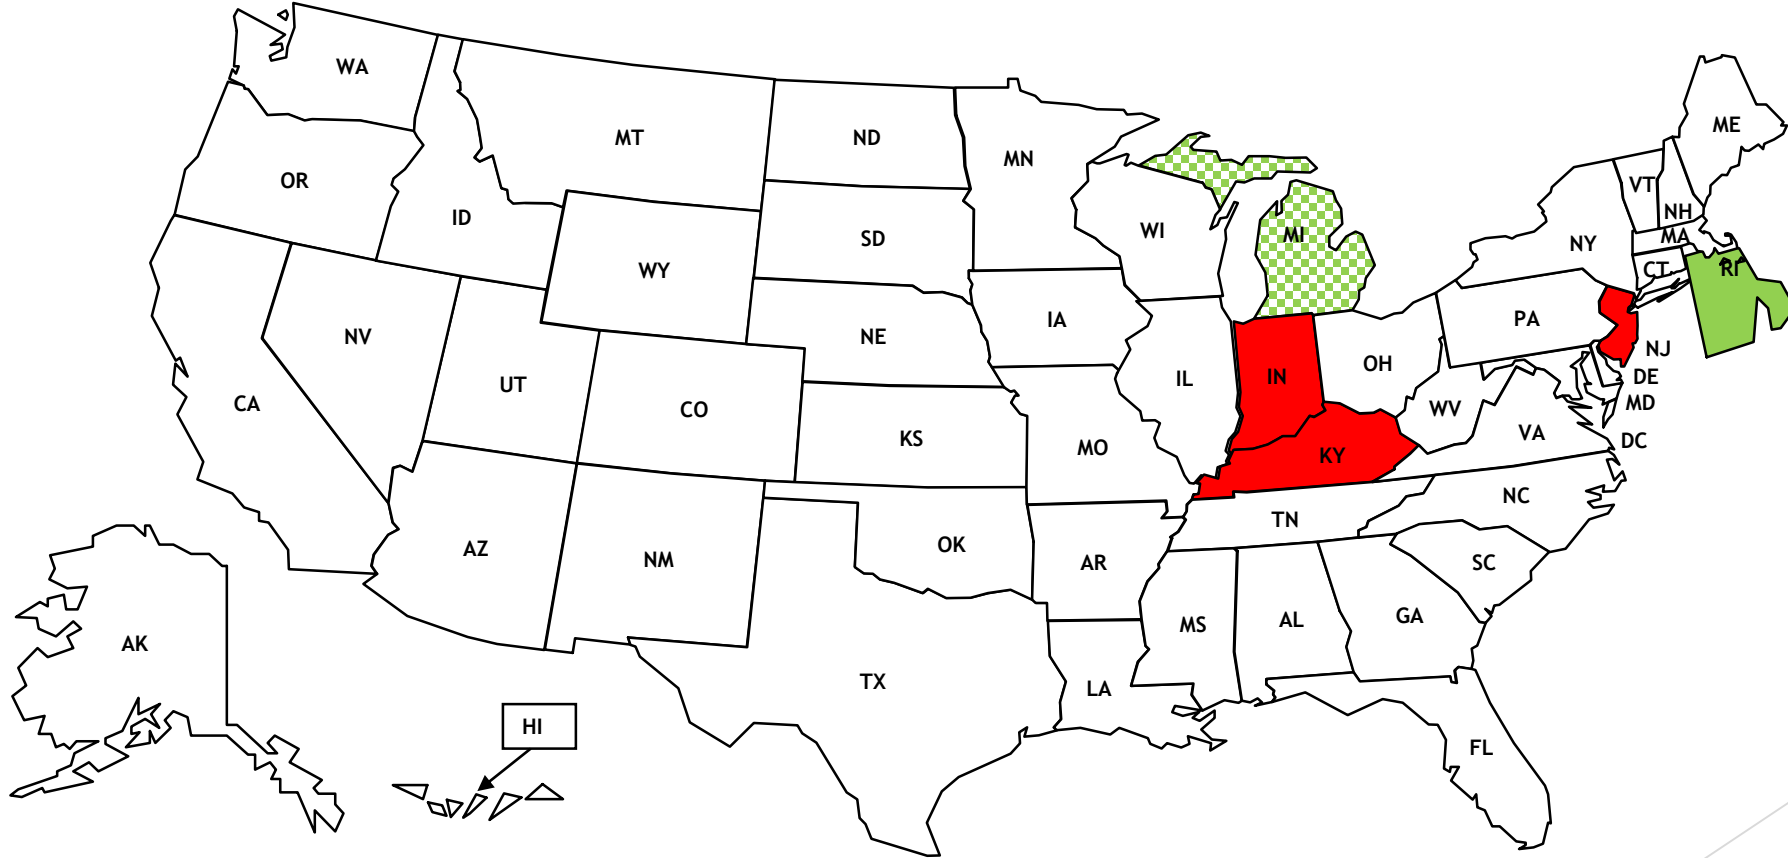 WA
MT
ND
MN
ME
OR
ID
SD
WI
MI
VT
NH
NY
MA
CT
RI
WY
NV
NE
IA
PA
NJ
UT
CO
IL
IN
OH
DE
CA
WV
MD
KS
MO
KY
VA
DC
AZ
NM
OK
AR
TN
NC
SC
AK
TX
LA
MS
AL
GA
HI
FL